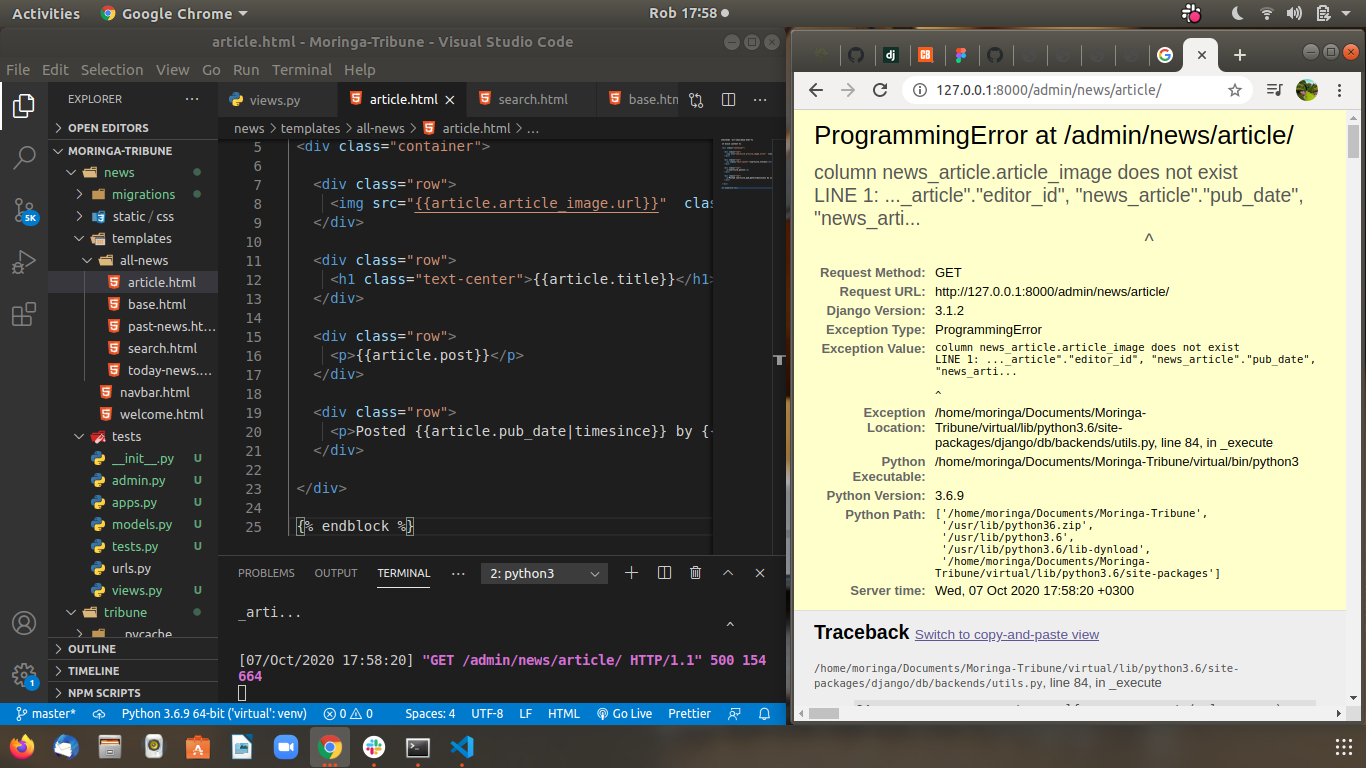 Activities
Google Chrome
Rob 17:58
article.html - Moringa-Tribune - Visual Studio Code
File Edit Selection View Go Run Terminal Help
EXPLORER
OPEN EDITORS
MORINGA-TRIBUNE
news
migrations
static / css
templates
all-news
article.html
base.html
past-news.ht...
search.html
today-news....
navbar.html
welcome.html
tests
__init__.py U
admin.py U
apps.py U
models.py U
tests.py U
urls.py
views.py U
tribune
__pycache__
OUTLINE
TIMELINE
NPM SCRIPTS
5K
1
views.py
article.html
search.html
base.htm
news > templates > all-news > article.html > ...
5 <div class="container">
6
7 <div class="row">
8 <img src="{{article.article_image.url}}" clas
9 </div>
10
11 <div class="row">
12 <h1 class="text-center">{{article.title}}</h1>
13 </div>
14
15 <div class="row">
16 <p>{{article.post}}</p>
17 </div>
18
19 <div class="row">
20 <p>Posted {{article.pub_date|timesince}} by {{
21 </div>
22
23 </div>
24
25 {% endblock %}
PROBLEMS OUTPUT TERMINAL ... 2: python3
_arti...
^
[07/Oct/2020 17:58:20] "GET /admin/news/article/ HTTP/1.1" 500 154
664
master* Python 3.6.9 64-bit ('virtual': venv) 0 0 Spaces: 4 UTF-8 LF HTML Go Live Prettier
dj
CB
G
127.0.0.1:8000/admin/news/article/
ProgrammingError at /admin/news/article/
column news_article.article_image does not exist
LINE 1: ..._article"."editor_id", "news_article"."pub_date",
"news_arti...
^
Request Method: GET
Request URL: http://127.0.0.1:8000/admin/news/article/
Django Version: 3.1.2
Exception Type: ProgrammingError
Exception Value: column news_article.article_image does not exist
LINE 1: ..._article"."editor_id", "news_article"."pub_date",
"news_arti...
^
Exception Location: /home/moringa/Documents/Moringa-
Tribune/virtual/lib/python3.6/site-
packages/django/db/backends/utils.py, line 84, in _execute
Python Executable: /home/moringa/Documents/Moringa-Tribune/virtual/bin/python3
Python Version: 3.6.9
Python Path: ['/home/moringa/Documents/Moringa-Tribune',
'/usr/lib/python36.zip',
'/usr/lib/python3.6',
'/usr/lib/python3.6/lib-dynload',
'/home/moringa/Documents/Moringa-
Tribune/virtual/lib/python3.6/site-packages']
Server time: Wed, 07 Oct 2020 17:58:20 +0300
Traceback Switch to copy-and-paste view
/home/moringa/Documents/Moringa-Tribune/virtual/lib/python3.6/site-
packages/django/db/backends/utils.py, line 84, in _execute